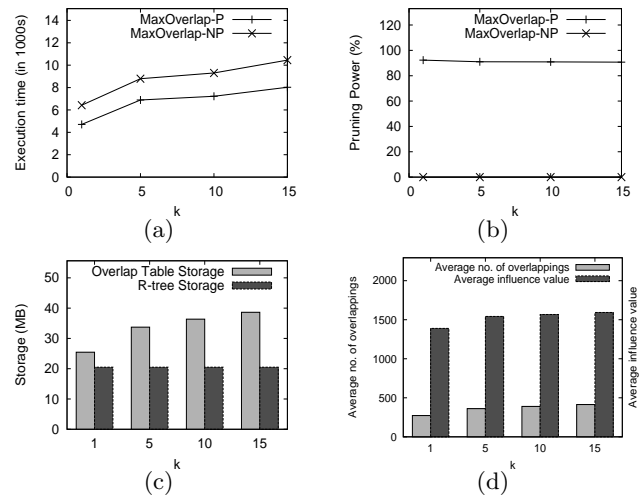 MaxOverlap-P
MaxOverlap-NP
Execution time (in 1000s)
14
12
10
8
6
4
2
0
0 5 10 15
k
(a)
MaxOverlap-P
MaxOverlap-NP
Pruning Power (%)
120
100
80
60
40
20
0
0 5 10 15
k
(b)
Overlap Table Storage
R-tree Storage
Storage (MB)
50
40
30
20
10
0
1 5 10 15
k
(c)
Average no. of overlappings
Average influence value
Average no. of overlappings
2000
1500
1000
500
0
1 5 10 15
k
Average influence value
(d)